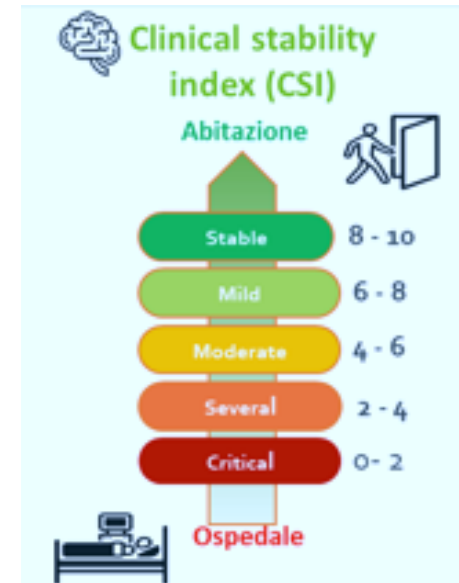 Clinical stability
index (CSI)
Abitazione
Stable 8 - 10
Mild 6 - 8
Moderate 4 - 6
Several 2 - 4
Critical 0 - 2
Ospedale